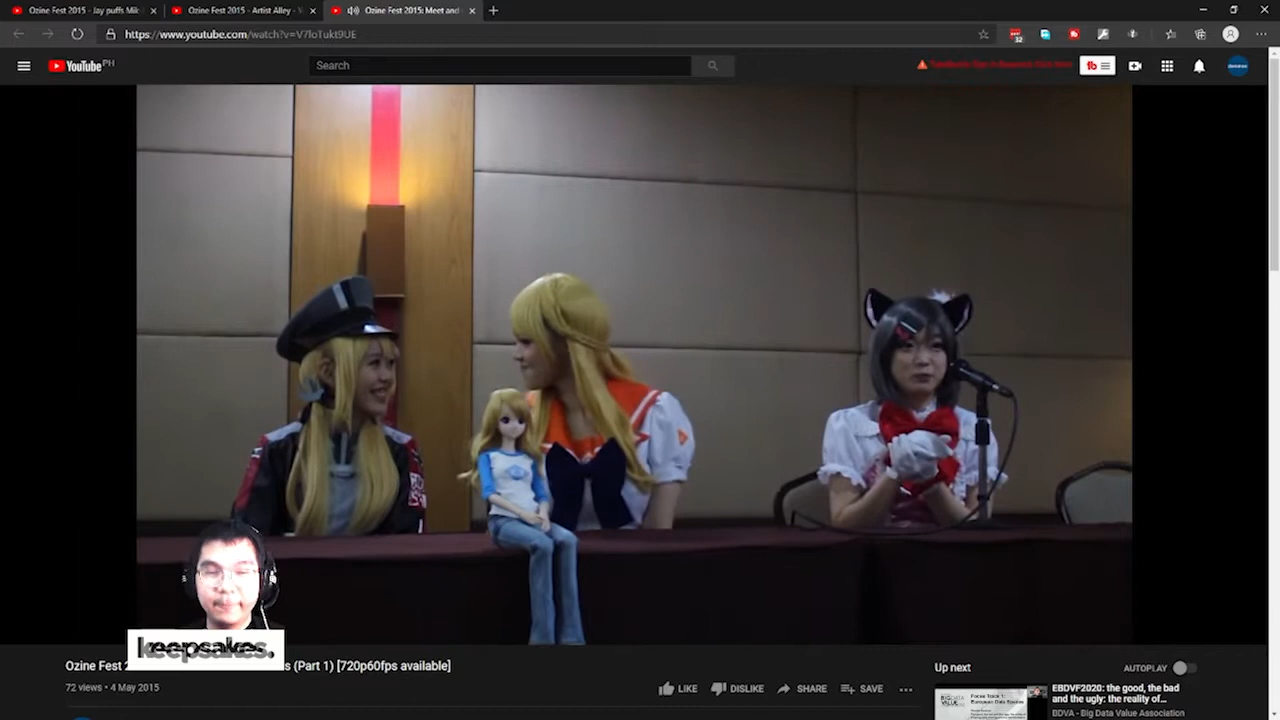 Ozine Fest 2015 - Jay puffs Mik
Ozine Fest 2015 - Artist Alley - Y
Ozine Fest 2015: Meet and
https://www.youtube.com/watch?v=V7IoTukt9UE
32
YouTube PH
Search
keepsakes.
Ozine Fest 2
s (Part 1) [720p60fps available]
72 views • 4 May 2015
LIKE
DISLIKE
SHARE
SAVE
Up next
AUTOPLAY
EBDVF2020: the good, the bad
and the ugly: the reality of...
BDVA - Big Data Value Association